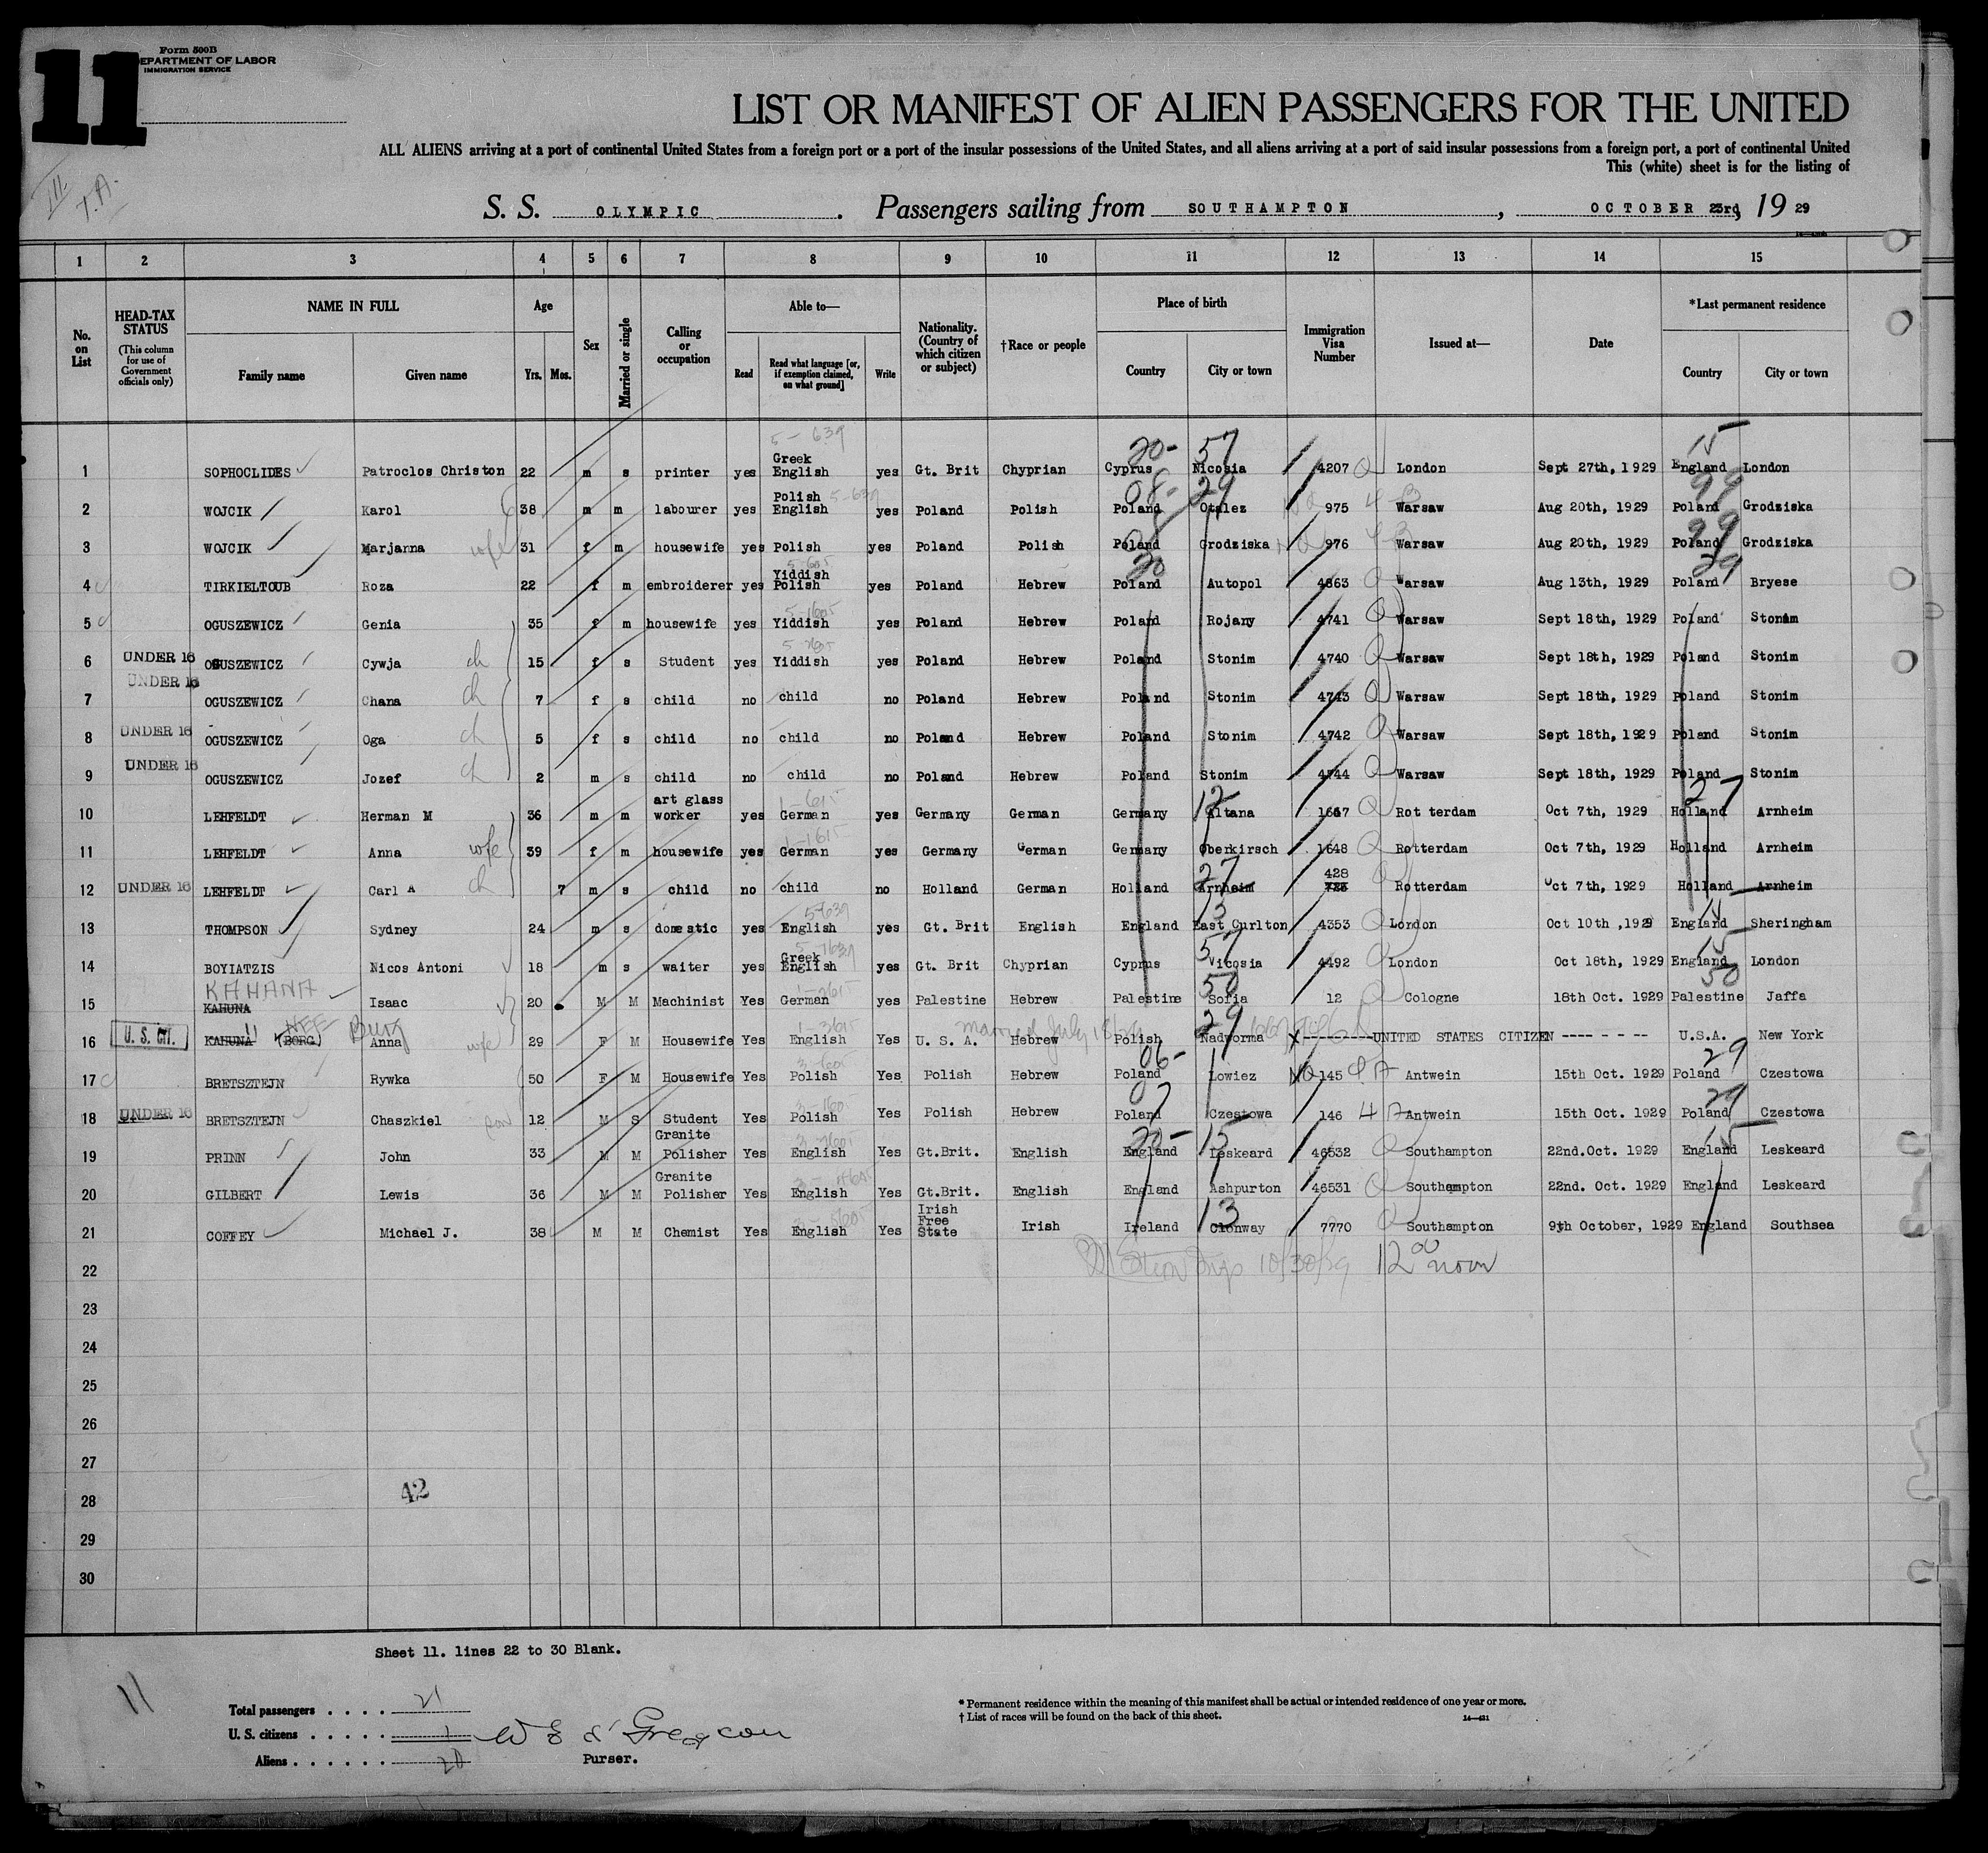 11
Form 500B
DEPARTMENT OF LABOR
IMMIGRATION SERVICE
LIST OR MANIFEST OF ALIEN PASSENGERS FOR THE UNITED
ALL ALIENS arriving at a port of continental United States from a foreign port or a port of the insular possessions of the United States, and all aliens arriving at a port of said insular possessions from a foreign port, a port of continental United
This (white) sheet is for the listing of
S. S. OLYMPIC . Passengers sailing from SOUTHAMPTON , OCTOBER 23rd, 19 29
1 2 3 4 5 6 7 8 9 10 11 12 13 14 15
No. on List
HEAD-TAX STATUS (This column for use of Government officials only)
NAME IN FULL Family name Given name
Age Yrs. Mos.
Sex
Married or single
Calling or occupation
Able to— Read Read what language [or, if exemption claimed, on what ground] Write
Nationality. (Country of which citizen or subject)
†Race or people
Place of birth Country City or town
Immigration Visa Number
Issued at—
Date
*Last permanent residence Country City or town
1 SOPHOCLIDES Patroclos Christon 22 m s printer yes Greek English yes Gt. Brit Chyprian Cyprus Nicosia 4207 London Sept 27th, 1929 England London
2 WOJCIK Karol 38 m m labourer yes Polish English yes Poland Polish Poland Otalez 975 Warsaw Aug 20th, 1929 Poland Grodziska
3 WOJCIK Marjanna wife 31 f m housewife yes Polish yes Poland Polish Poland Grodziska 976 Warsaw Aug 20th, 1929 Poland Grodziska
4 TIRKIELTOUB Roza 22 f m embroiderer yes Yiddish Polish yes Poland Hebrew Poland Autopol 4863 Warsaw Aug 13th, 1929 Poland Bryese
5 OGUSZEWICZ Genia 35 f m housewife yes Yiddish yes Poland Hebrew Poland Rojany 4741 Warsaw Sept 18th, 1929 Poland Stonim
6 UNDER 16 OGUSZEWICZ Cywja ch 15 f s Student yes Yiddish yes Poland Hebrew Poland Stonim 4740 Warsaw Sept 18th, 1929 Poland Stonim
7 UNDER 16 OGUSZEWICZ Chana ch 7 f s child no child no Poland Hebrew Poland Stonim 4743 Warsaw Sept 18th, 1929 Poland Stonim
8 UNDER 16 OGUSZEWICZ Oga ch 5 f s child no child no Poland Hebrew Poland Stonim 4742 Warsaw Sept 18th, 1929 Poland Stonim
9 UNDER 16 OGUSZEWICZ Jozef ch 2 m s child no child no Poland Hebrew Poland Stonim 4744 Warsaw Sept 18th, 1929 Poland Stonim
10 LEHFELDT Herman M 36 m m art glass worker yes German yes Germany German Germany Altana 1647 Rot terdam Oct 7th, 1929 Holland Arnheim
11 LEHFELDT Anna wife 39 f m housewife yes German yes Germany German Germany Oberkirsch 1648 Rotterdam Oct 7th, 1929 Holland Arnheim
12 UNDER 16 LEHFELDT Carl A ch 7 m s child no child no Holland German Holland Arnheim 428 Rotterdam Oct 7th, 1929 Holland Arnheim
13 THOMPSON Sydney 24 m s domestic yes English yes Gt. Brit English England East Curlton 4353 London Oct 10th ,1929 England Sheringham
14 BOYIATZIS Nicos Antoni 18 m s waiter yes Greek English yes Gt. Brit Chyprian Cyprus Vicosia 4492 London Oct 18th, 1929 England London
KAHANA
15 KAHUNA Isaac 20 M M Machinist Yes German yes Palestine Hebrew Palestine Sofia 12 Cologne 18th Oct. 1929 Palestine Jaffa
16 U. S. CIT. KAHUNA (BORG) NEE Burg Anna wife 29 F M Housewife Yes English Yes U. S. A. Hebrew Polish Nadworma X UNITED STATES CITIZEN U.S.A. New York
17 BRETSZTEJN Rywka 50 F M Housewife Yes Polish Yes Polish Hebrew Poland Lowiez 145 Antwein 15th Oct. 1929 Poland Czestowa
18 UNDER 16 BRETSZTEJN Chaszkiel son 12 M S Student Yes Polish Yes Polish Hebrew Poland Czestowa 146 Antwein 15th Oct. 1929 Poland Czestowa
19 PRINN John 33 M M Granite Polisher Yes English Yes Gt.Brit. English England Leskeard 46532 Southampton 22nd.Oct. 1929 England Leskeard
20 GILBERT Lewis 36 M M Granite Polisher Yes English Yes Gt.Brit. English England Ashpurton 46531 Southampton 22nd. Oct. 1929 England Leskeard
21 COFFEY Michael J. 38 M M Chemist Yes English Yes Irish Free State Irish Ireland Clonway 7770 Southampton 9th October, 1929 England Southsea
22 10/30/29 12 00 noon
23
24
25
26
27
28 42
29
30
Sheet 11. lines 22 to 30 Blank.
11
Total passengers . . . . 21
U. S. citizens . . . . . 1
Aliens . . . . . . 20
Purser.
* Permanent residence within the meaning of this manifest shall be actual or intended residence of one year or more.
† List of races will be found on the back of this sheet.
14—421